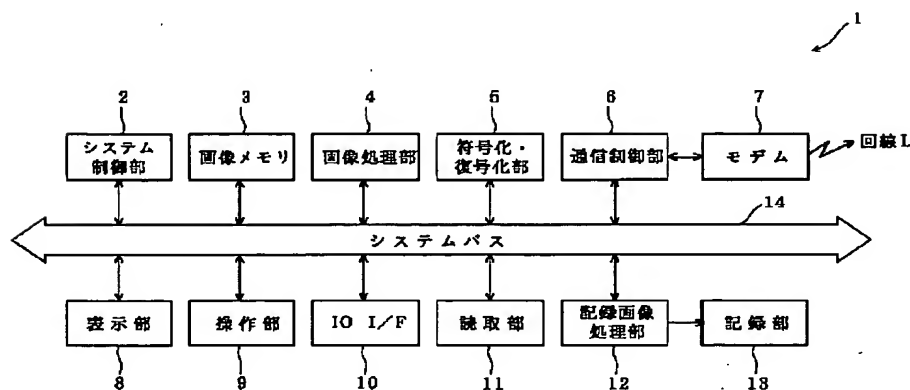 1
2
3
4
5
6
7
システム
制御部
画像メモリ
画像処理部
符号化・
復号化部
通信制御部
モデム
回線L
14
システムバス
表示部
操作部
IO I/F
読取部
記録画像
処理部
記録部
8
9
10
11
12
13